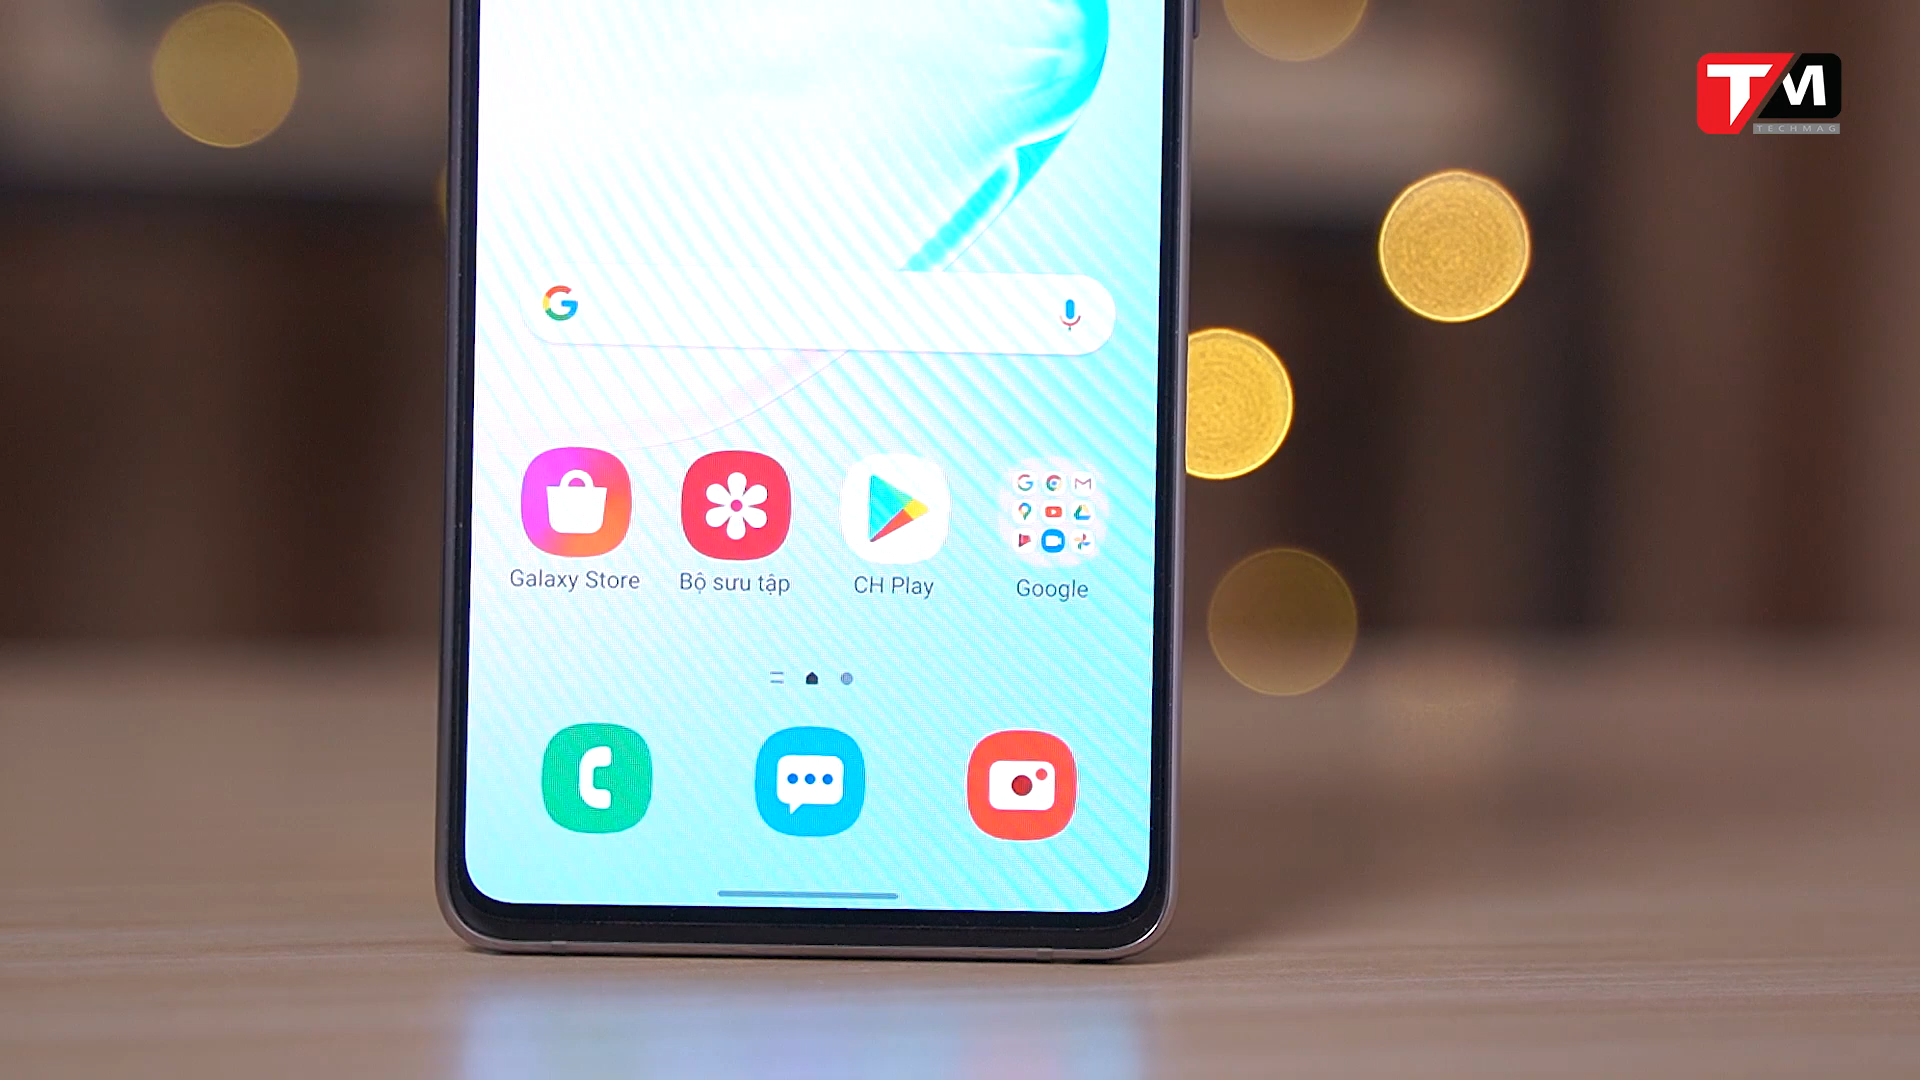 TM
TECHMAG
Galaxy Store
Bộ sưu tập
CH Play
Google